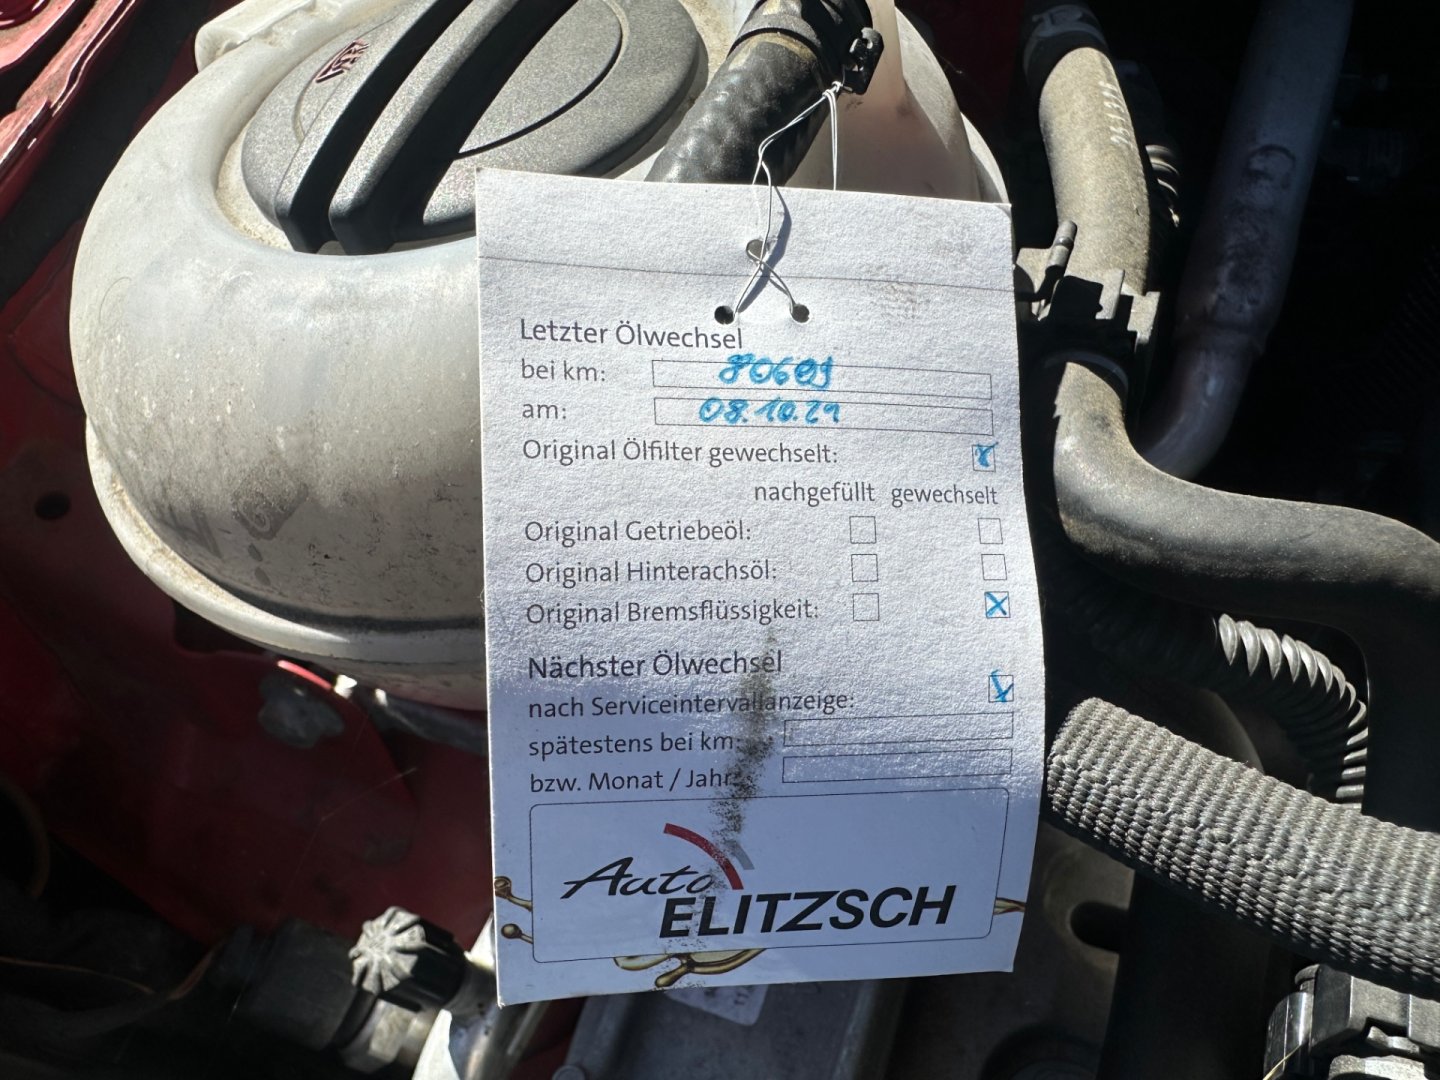 Letzter Ölwechsel
bei km: 80609
am: 08.10.21
Original Ölfilter gewechselt: x
nachgefüllt gewechselt
Original Getriebeöl:
Original Hinterachsöl:
Original Bremsflüssigkeit: x
Nächster Ölwechsel
nach Serviceintervallanzeige: x
spätestens bei km:
bzw. Monat / Jahr:
Auto
ELITZSCH